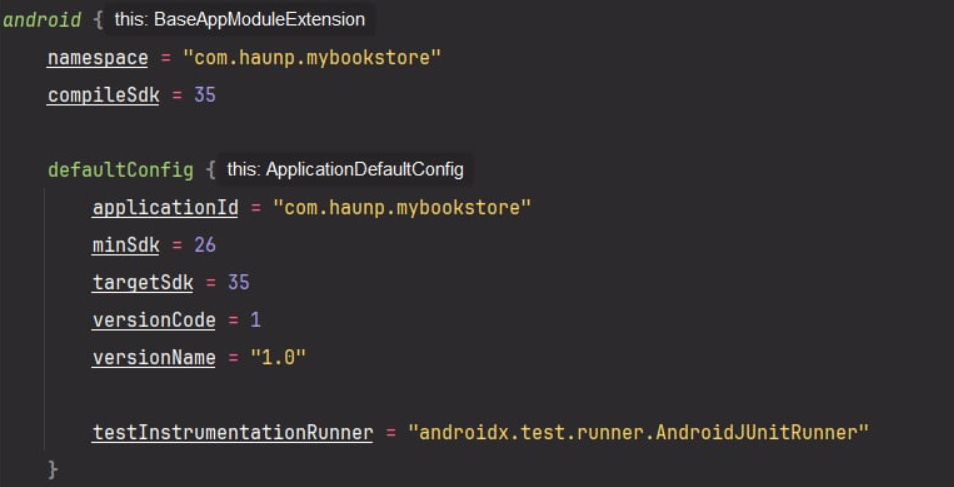 android { this: BaseAppModuleExtension
namespace = "com.haunp.mybookstore"
compileSdk = 35
defaultConfig { this: ApplicationDefaultConfig
applicationId = "com.haunp.mybookstore"
minSdk = 26
targetSdk = 35
versionCode = 1
versionName = "1.0"
testInstrumentationRunner = "androidx.test.runner.AndroidJUnitRunner"
}